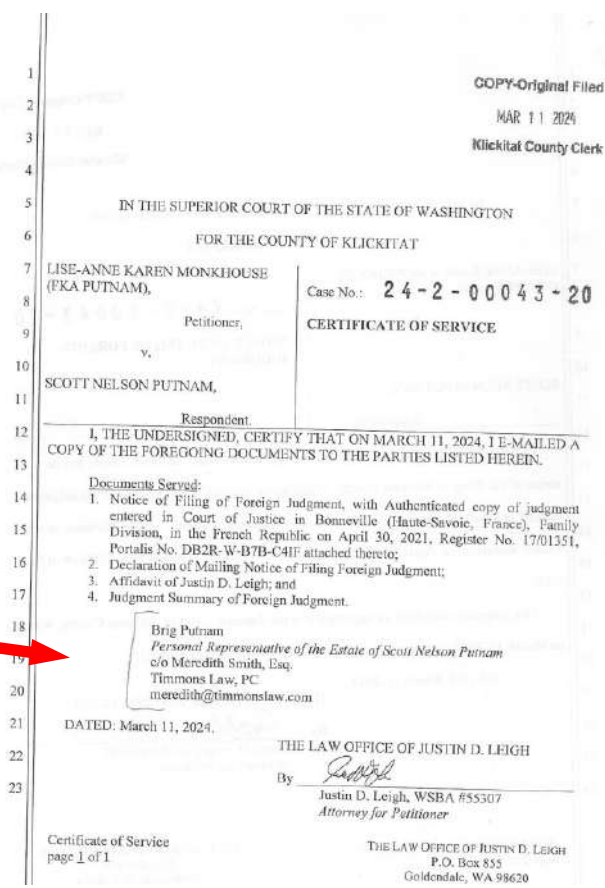 COPY-Original Filed
MAR 11 2024
Klickitat County Clerk
1
2
3
4
5
6
7
8
9
10
11
12
13
14
15
16
17
18
19
20
21
22
23
IN THE SUPERIOR COURT OF THE STATE OF WASHINGTON
FOR THE COUNTY OF KLICKITAT
LISE-ANNE KAREN MONKHOUSE
(FKA PUTNAM),
Petitioner,
v.
SCOTT NELSON PUTNAM,
Respondent.
Case No.: 24-2-00043-20
CERTIFICATE OF SERVICE
I, THE UNDERSIGNED, CERTIFY THAT ON MARCH 11, 2024, I E-MAILED A
COPY OF THE FOREGOING DOCUMENTS TO THE PARTIES LISTED HEREIN.
Documents Served:
1. Notice of Filing of Foreign Judgment, with Authenticated copy of judgment
entered in Court of Justice in Bonneville (Haute-Savoie, France), Family
Division, in the French Republic on April 30, 2021, Register No. 17/01351,
Portalis No. DB2R-W-B7B-C4IF attached thereto;
2. Declaration of Mailing Notice of Filing Foreign Judgment;
3. Affidavit of Justin D. Leigh; and
4. Judgment Summary of Foreign Judgment.
Brig Putnam
Personal Representative of the Estate of Scott Nelson Putnam
c/o Meredith Smith, Esq.
Timmons Law, PC
meredith@timmonslaw.com
DATED: March 11, 2024.
THE LAW OFFICE OF JUSTIN D. LEIGH
By
Justin D. Leigh, WSBA #55307
Attorney for Petitioner
Certificate of Service
page 1 of 1
THE LAW OFFICE OF JUSTIN D. LEIGH
P.O. Box 855
Goldendale, WA 98620